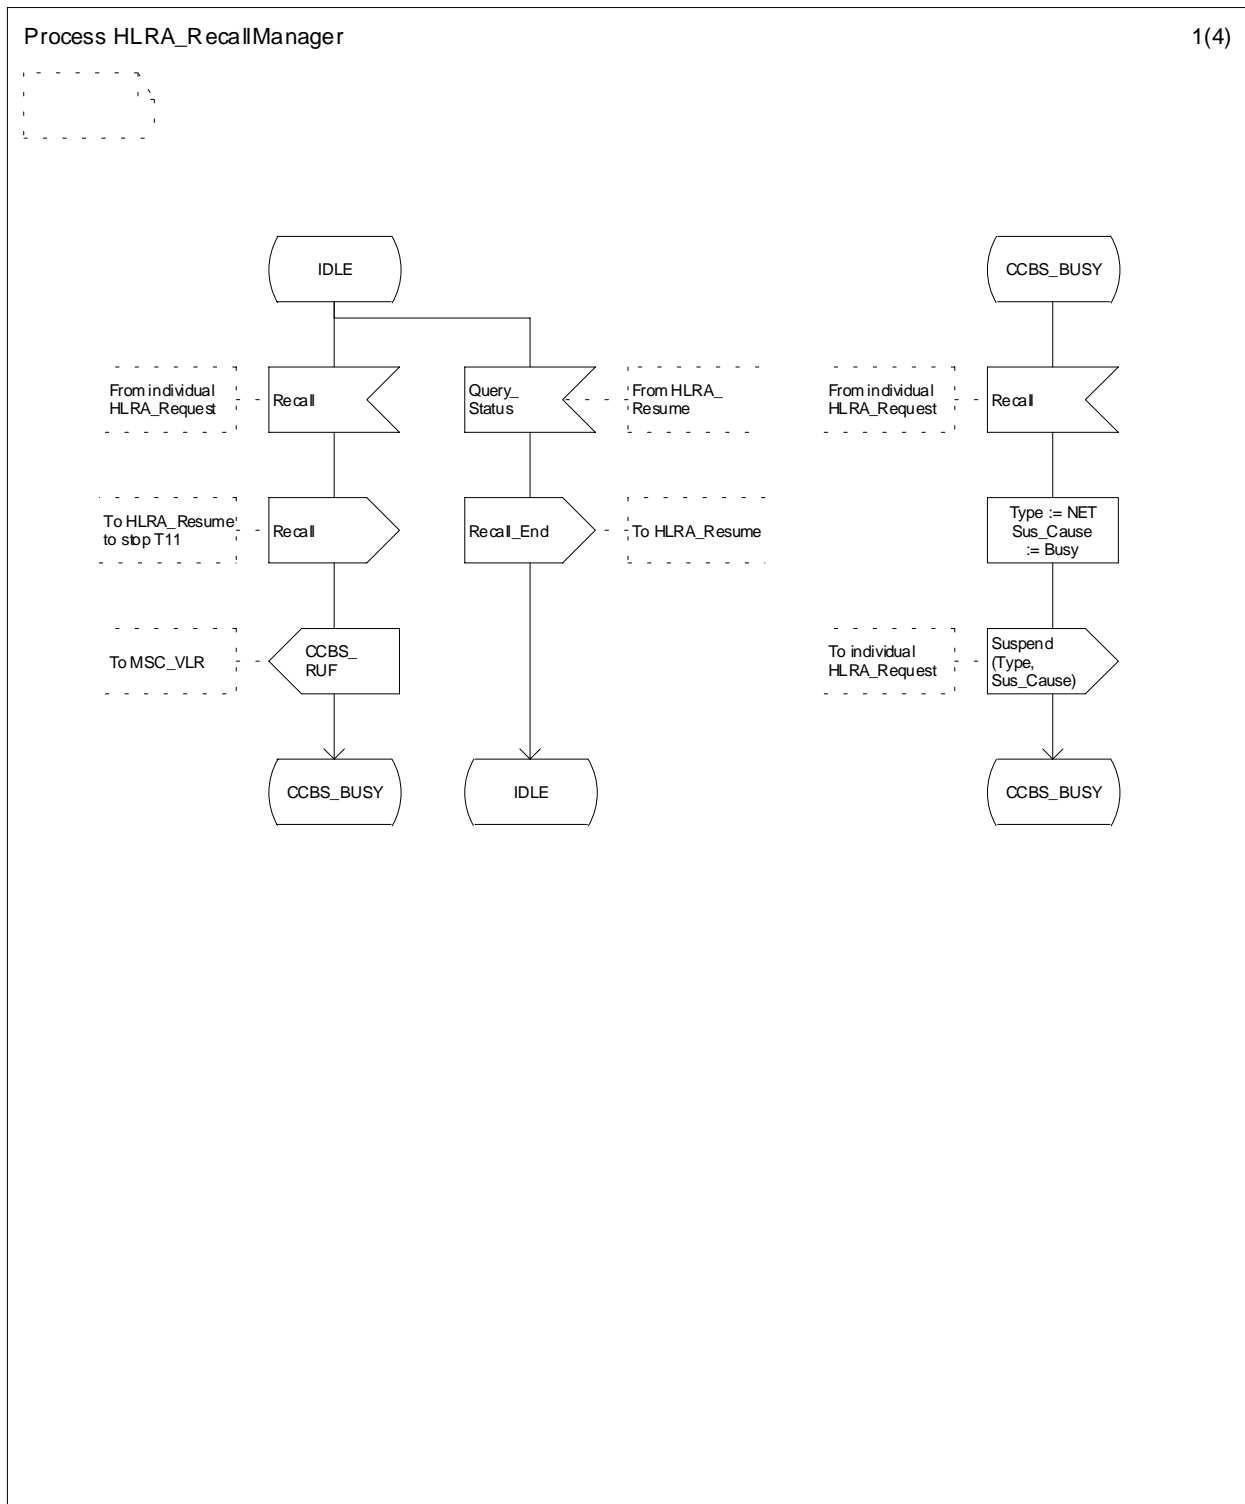 Process HLRA_RecallManager
1(4)
IDLE
CCBS_BUSY
From individual
HLRA_Request
Recall
Query_
Status
From HLRA_
Resume
From individual
HLRA_Request
Recall
To HLRA_Resume
to stop T11
Recall
Recall_End
To HLRA_Resume
Type := NET
Sus_Cause
:= Busy
To MSC_VLR
CCBS_
RUF
To individual
HLRA_Request
Suspend
(Type,
Sus_Cause)
CCBS_BUSY
IDLE
CCBS_BUSY